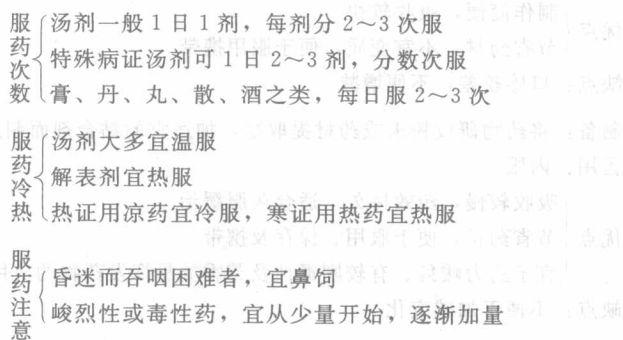 服药次数
汤剂一般1日1剂，每剂分2～3次服
特殊病证汤剂可1日2～3剂，分数次服
膏、丹、丸、散、酒之类，每日服2～3次
服药冷热
汤剂大多宜温服
解表剂宜热服
热证用凉药宜冷服，寒证用热药宜热服
服药注意
昏迷而吞咽困难者，宜鼻饲
峻烈性或毒性药，宜从少量开始，逐渐加量